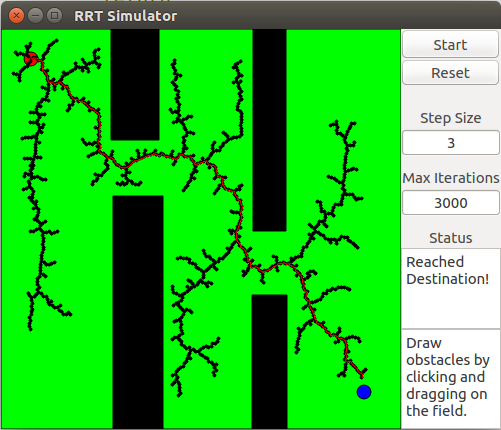 RRT Simulator
Start
Reset
Step Size
3
Max Iterations
3000
Status
Reached
Destination!
Draw
obstacles by
clicking and
dragging on
the field.